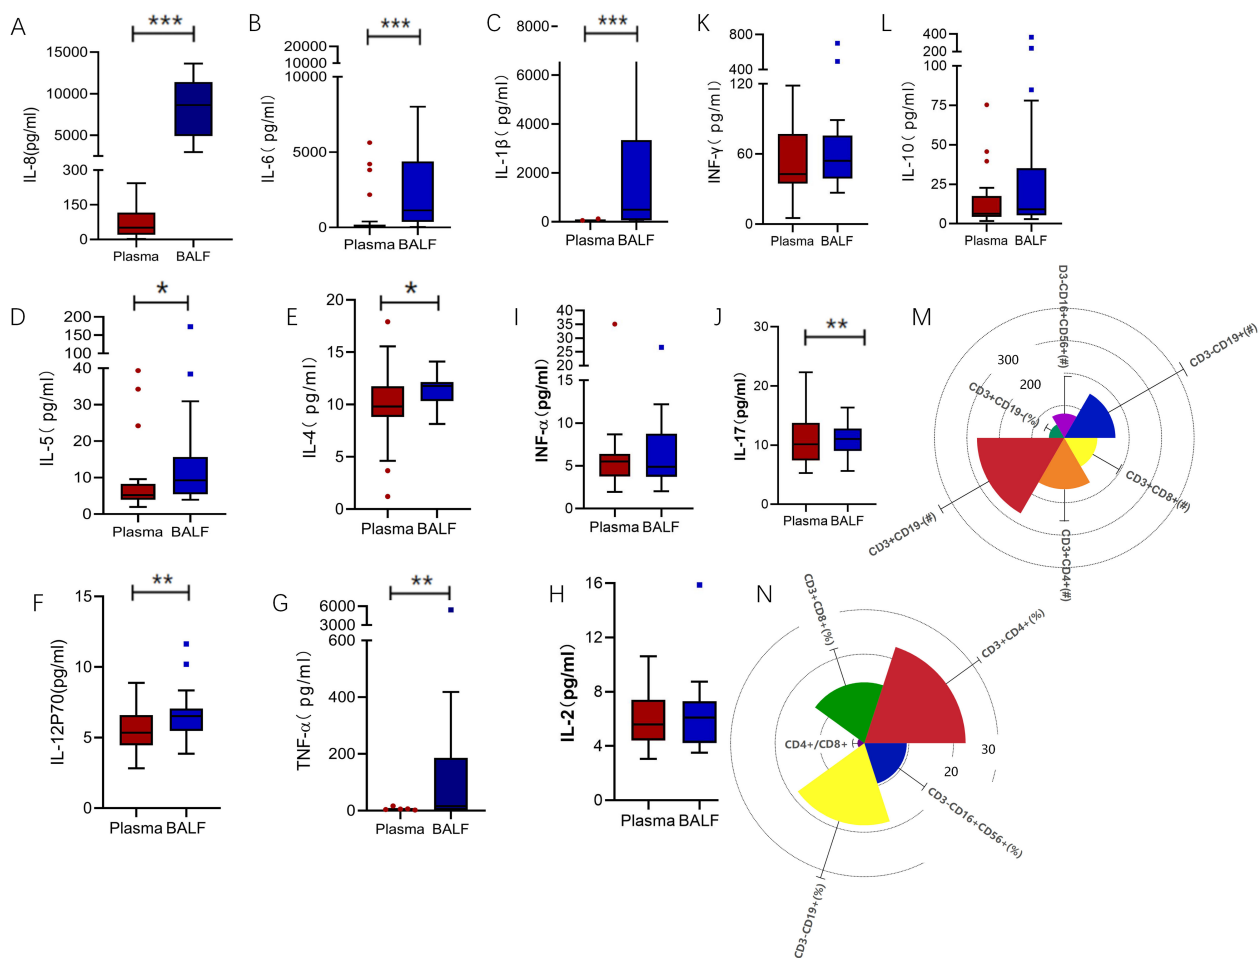 A
***
IL-8(pg/ml)
15000
10000
5000
300
150
0
Plasma
BALF
B
***
IL-6( pg/ml)
20000
10000
10000
5000
0
Plasma BALF
C
***
IL-1β( pg/ml)
8000
6000
4000
2000
0
Plasma BALF
K
INF-γ( pg/ml)
800
400
120
60
0
Plasma BALF
L
IL-10( pg/ml)
400
200
100
75
50
25
0
Plasma BALF
D
*
IL-5( pg/ml)
200
150
100
40
30
20
10
0
Plasma BALF
E
*
IL-4( pg/ml)
20
15
10
5
0
Plasma BALF
I
INF-α(pg/ml)
40
35
30
25
20
15
10
5
0
Plasma BALF
J
**
IL-17(pg/ml)
30
20
10
0
Plasma BALF
M
D3-CD16+CD56+(#)
CD3-CD19+(#)
300
200
CD3+CD19-(%)
CD3+CD8+(#)
CD3+CD19-(#)
CD3+CD4+(#)
F
**
IL-12P70(pg/ml)
15
10
5
0
Plasma BALF
G
**
TNF-α( pg/ml)
6000
3000
600
400
200
0
Plasma BALF
H
IL-2(pg/ml)
16
12
8
4
0
Plasma BALF
N
CD3+CD8+(%)
CD3+CD4+(%)
CD4+/CD8+
20
30
CD3-CD16+CD56+(%)
CD3-CD19+(%)